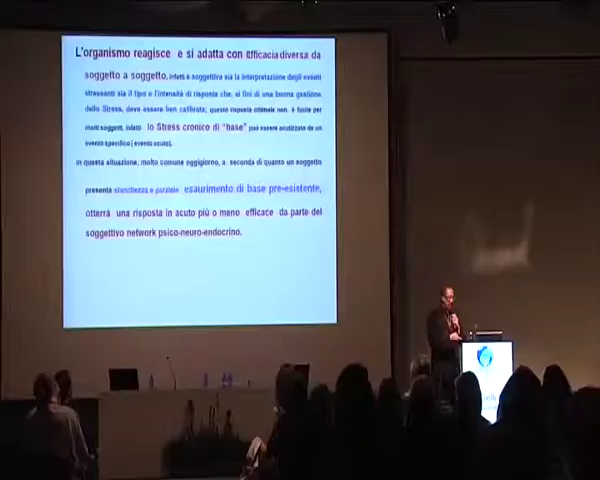 L'organismo reagisce e si adatta con Efficacia diversa da
soggetto a soggetto, infatti è soggettiva sia la interpretazione degli eventi
stressanti sia il tipo e l'intensità di risposta che, ai fini di una buona gestione
dello Stress, deve essere ben calibrata; questa risposta ottimale non è facile per
molti soggetti, infatti lo Stress cronico di "base" può essere acutizzato da un
evento specifico ( evento acuto).
In questa situazione, molto comune oggigiorno, a seconda di quanto un soggetto
presenta stanchezza e parziale esaurimento di base pre-esistente,
otterrà una risposta in acuto più o meno efficace da parte del
soggettivo network psico-neuro-endocrino.